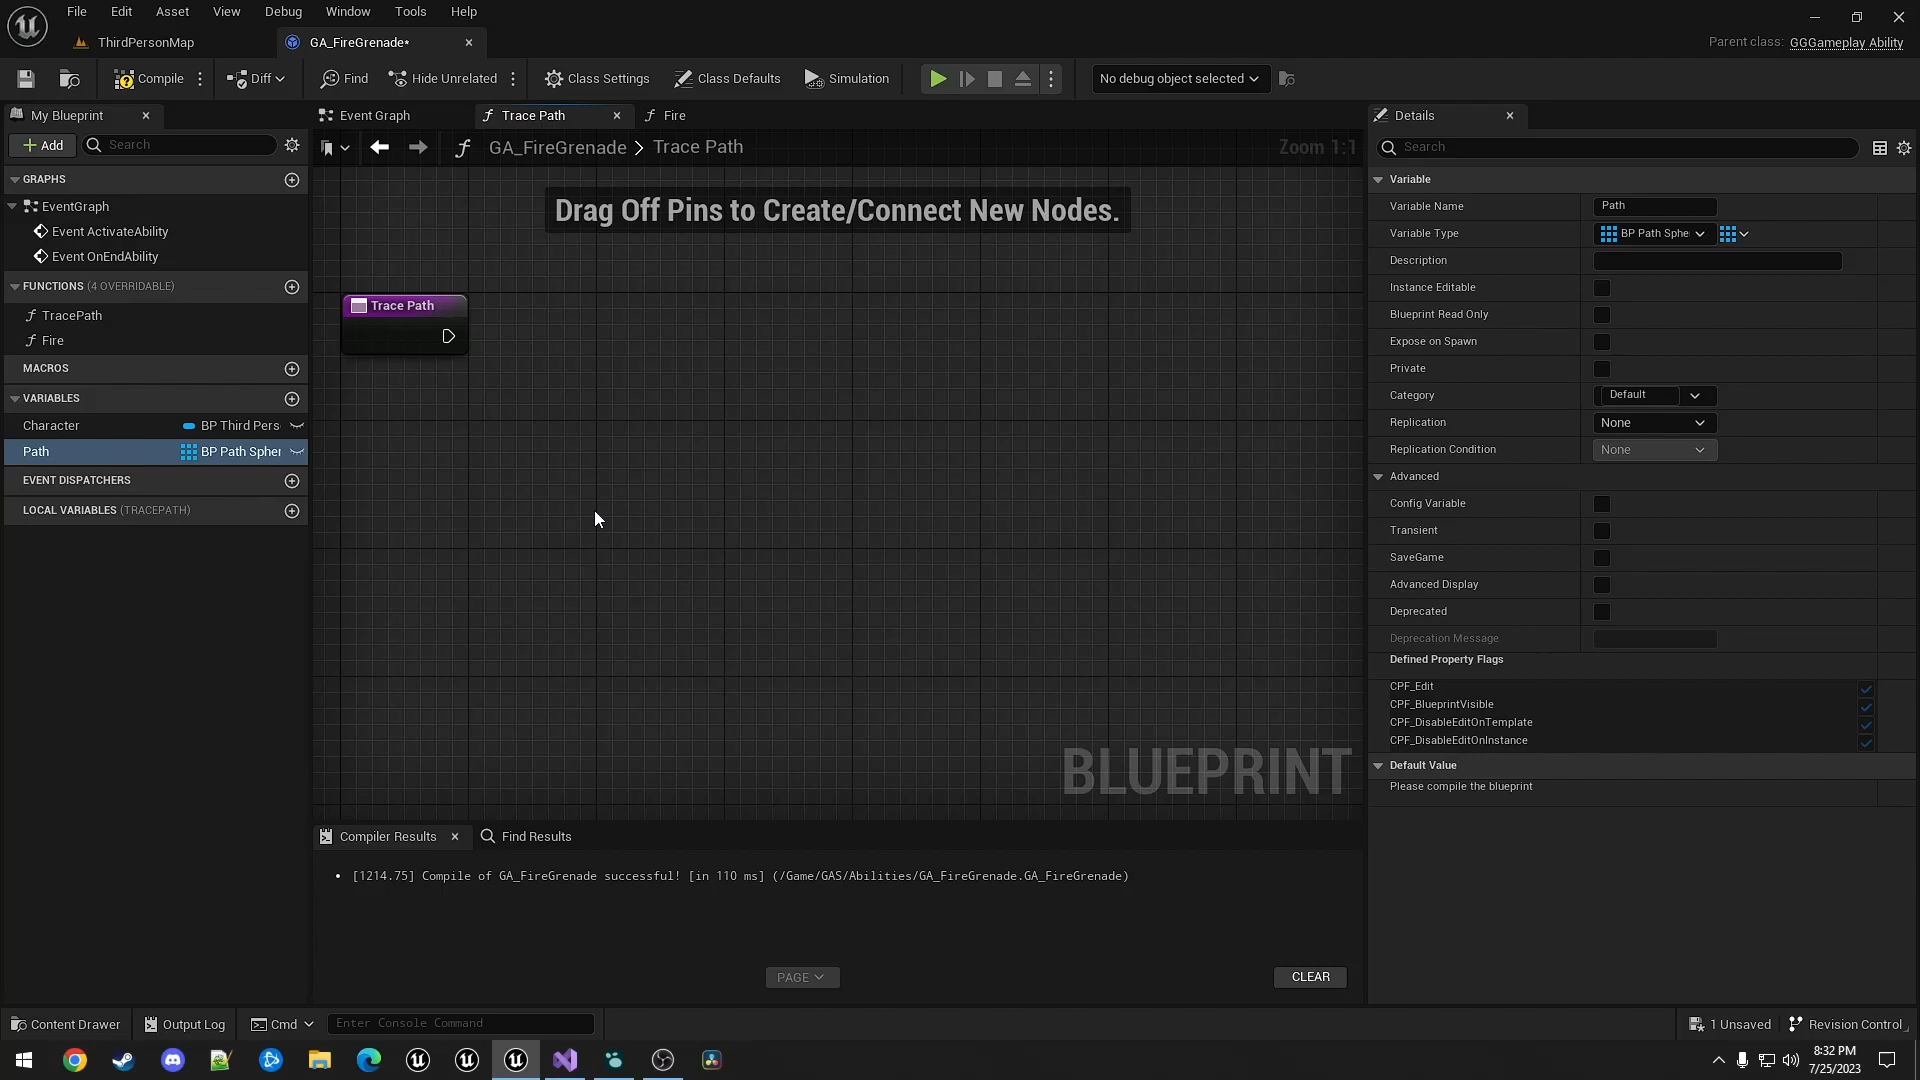 File Edit Asset View Debug Window Tools Help
ThirdPersonMap
GA_FireGrenade*
Parent class: GGGameplay Ability
Compile
Diff
Find
Hide Unrelated
Class Settings
Class Defaults
Simulation
No debug object selected
My Blueprint
Add
Search
GRAPHS
EventGraph
Event ActivateAbility
Event OnEndAbility
FUNCTIONS (4 OVERRIDABLE)
TracePath
Fire
MACROS
VARIABLES
Character BP Third Pers
Path BP Path Spher
EVENT DISPATCHERS
LOCAL VARIABLES (TRACEPATH)
Event Graph
Trace Path
Fire
GA_FireGrenade > Trace Path
Zoom 1:1
Drag Off Pins to Create/Connect New Nodes.
Trace Path
BLUEPRINT
Compiler Results
Find Results
• [1214.75] Compile of GA_FireGrenade successful! [in 110 ms] (/Game/GAS/Abilities/GA_FireGrenade.GA_FireGrenade)
PAGE
CLEAR
Details
Search
Variable
Variable Name Path
Variable Type BP Path Sphe
Description
Instance Editable
Blueprint Read Only
Expose on Spawn
Private
Category Default
Replication None
Replication Condition None
Advanced
Config Variable
Transient
SaveGame
Advanced Display
Deprecated
Deprecation Message
Defined Property Flags
CPF_Edit
CPF_BlueprintVisible
CPF_DisableEditOnTemplate
CPF_DisableEditOnInstance
Default Value
Please compile the blueprint
Content Drawer
Output Log
Cmd
Enter Console Command
1 Unsaved
Revision Control
8:32 PM
7/25/2023